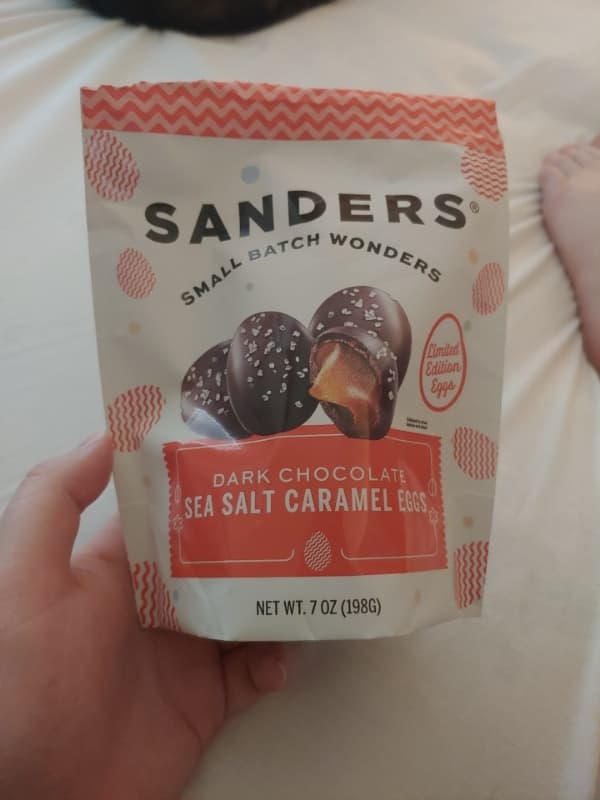 SANDERS®
SMALL BATCH WONDERS
Limited
Edition
Eggs
DARK CHOCOLATE
SEA SALT CARAMEL EGGS
NET WT. 7 OZ (198G)